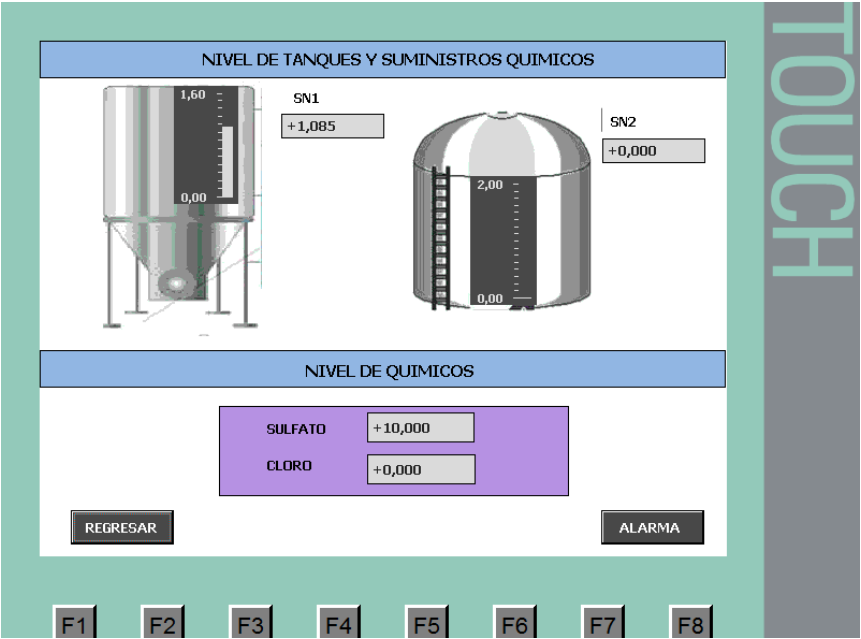 NIVEL DE TANQUES Y SUMINISTROS QUIMICOS
1,60
SN1
+1,085
0,00
SN2
+0,000
2,00
0,00
NIVEL DE QUIMICOS
SULFATO +10,000
CLORO +0,000
REGRESAR ALARMA
F1 F2 F3 F4 F5 F6 F7 F8
TOUCH